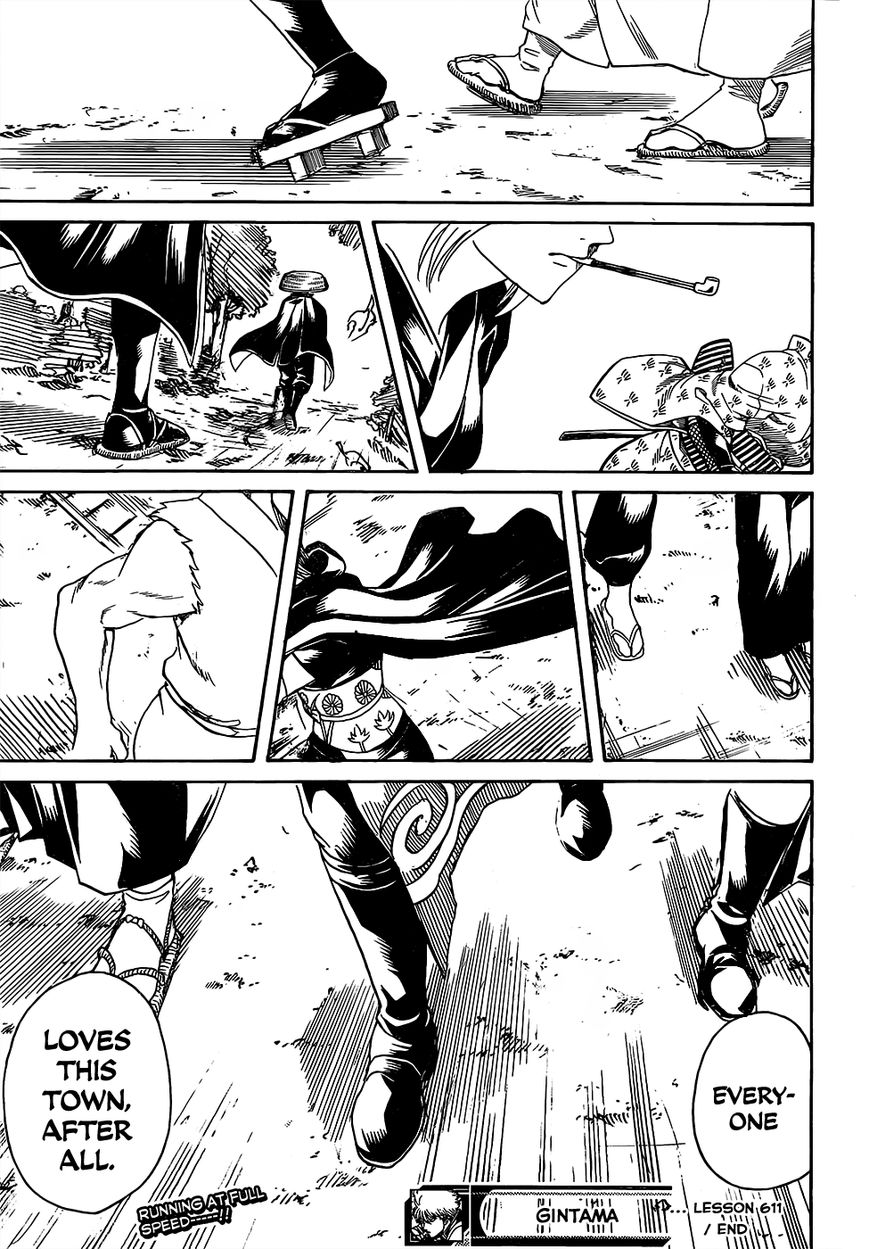 EVERY-
ONE
LOVES
THIS
TOWN,
AFTER
ALL.
RUNNING AT FULL
SPEED----!!
GINTAMA
... LESSON 611
/ END